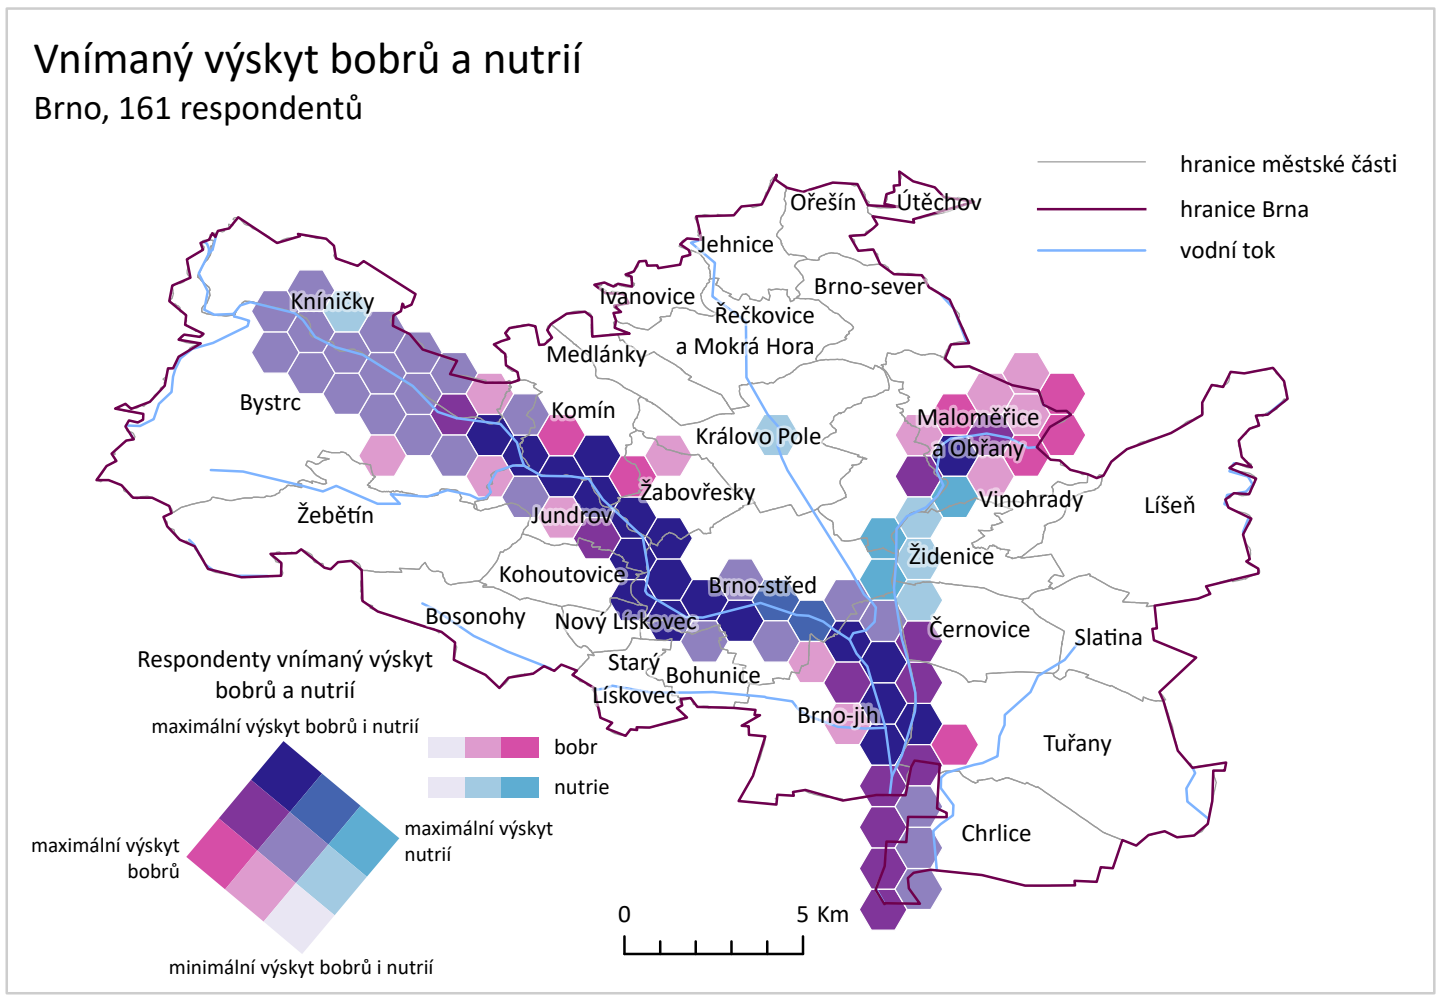 Vnímaný výskyt bobrů a nutrií
Brno, 161 respondentů
hranice městské části
hranice Brna
vodní tok
Ořešín
Útěchov
Jehnice
Ivanovice
Brno-sever
Řečkovice
a Mokrá Hora
Medlánky
Kníničky
Bystrc
Komín
Královo Pole
Maloměřice
a Obřany
Žabovřesky
Vinohrady
Líšeň
Žebětín
Jundrov
Židenice
Kohoutovice
Brno-střed
Bosonohy
Nový Lískovec
Černovice
Slatina
Starý
Lískovec
Bohunice
Brno-jih
Tuřany
Chrlice
Respondenty vnímaný výskyt
bobrů a nutrií
maximální výskyt bobrů i nutrií
bobr
nutrie
maximální výskyt
bobrů
maximální výskyt
nutrií
minimální výskyt bobrů i nutrií
0 5 Km